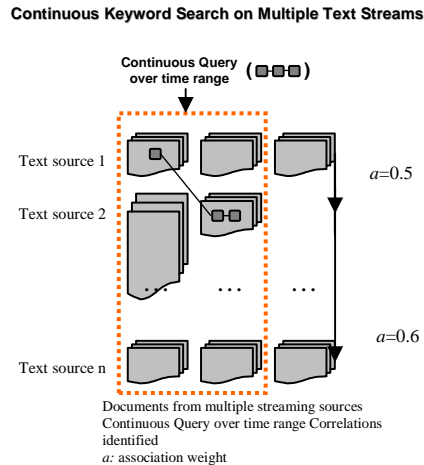 Continuous Keyword Search on Multiple Text Streams
Continuous Query
over time range
( )
Text source 1
a=0.5
Text source 2
... ... ...
a=0.6
Text source n
Documents from multiple streaming sources
Continuous Query over time range Correlations
identified
a: association weight